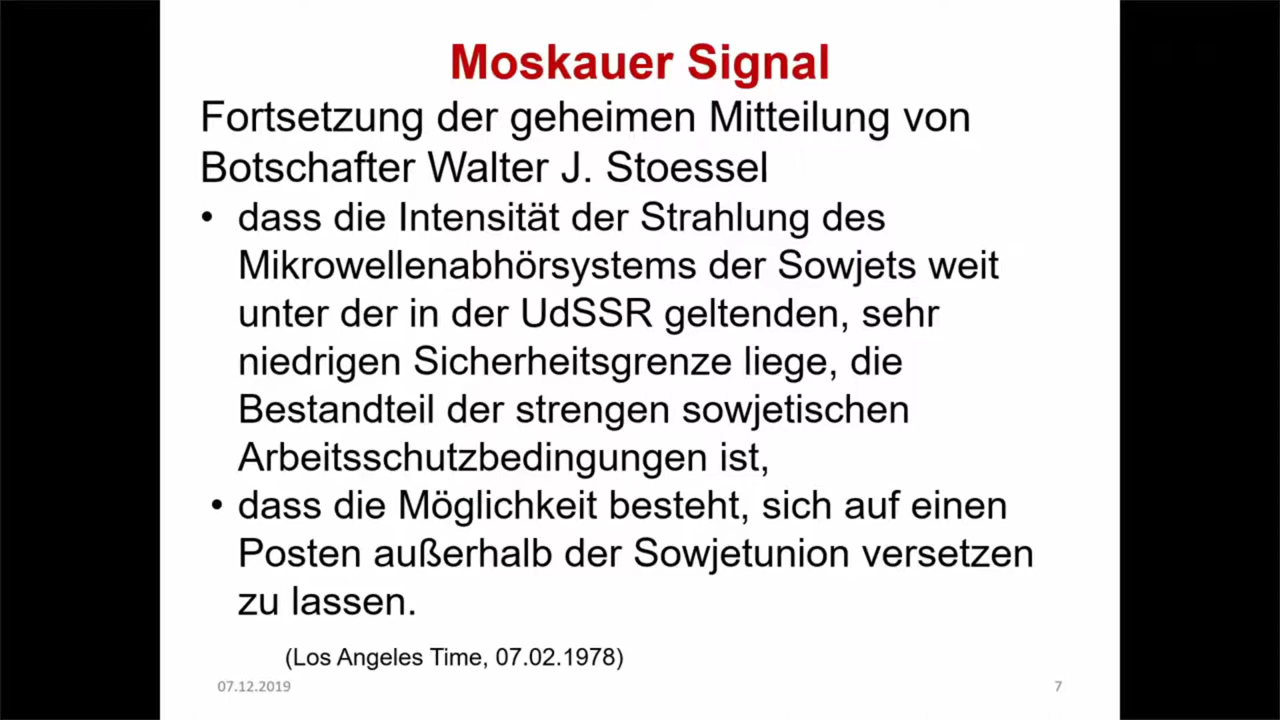 Moskauer Signal
Fortsetzung der geheimen Mitteilung von
Botschafter Walter J. Stoessel
• dass die Intensität der Strahlung des
Mikrowellenabhörsystems der Sowjets weit
unter der in der UdSSR geltenden, sehr
niedrigen Sicherheitsgrenze liege, die
Bestandteil der strengen sowjetischen
Arbeitsschutzbedingungen ist,
• dass die Möglichkeit besteht, sich auf einen
Posten außerhalb der Sowjetunion versetzen
zu lassen.
(Los Angeles Time, 07.02.1978)
07.12.2019 7